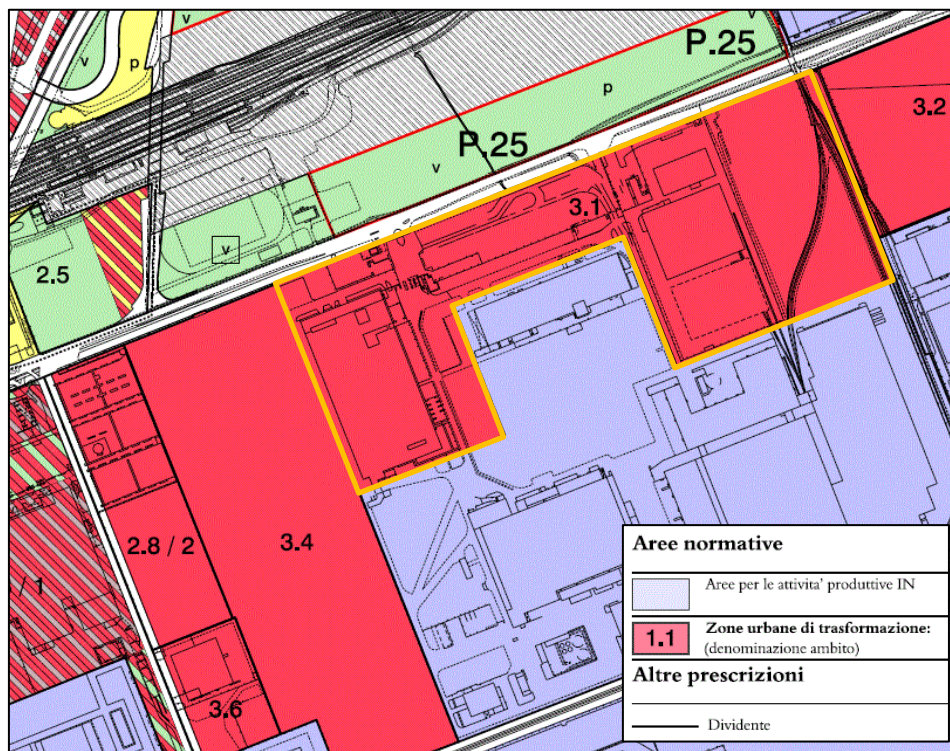 v
p
P.25
p
3.2
P.25
v
v
3.1
2.5
v
3.4
2.8 / 2
/ 1
3.6
Aree normative
Aree per le attivita' produttive IN
1.1 Zone urbane di trasformazione:
(denominazione ambito)
Altre prescrizioni
Dividente